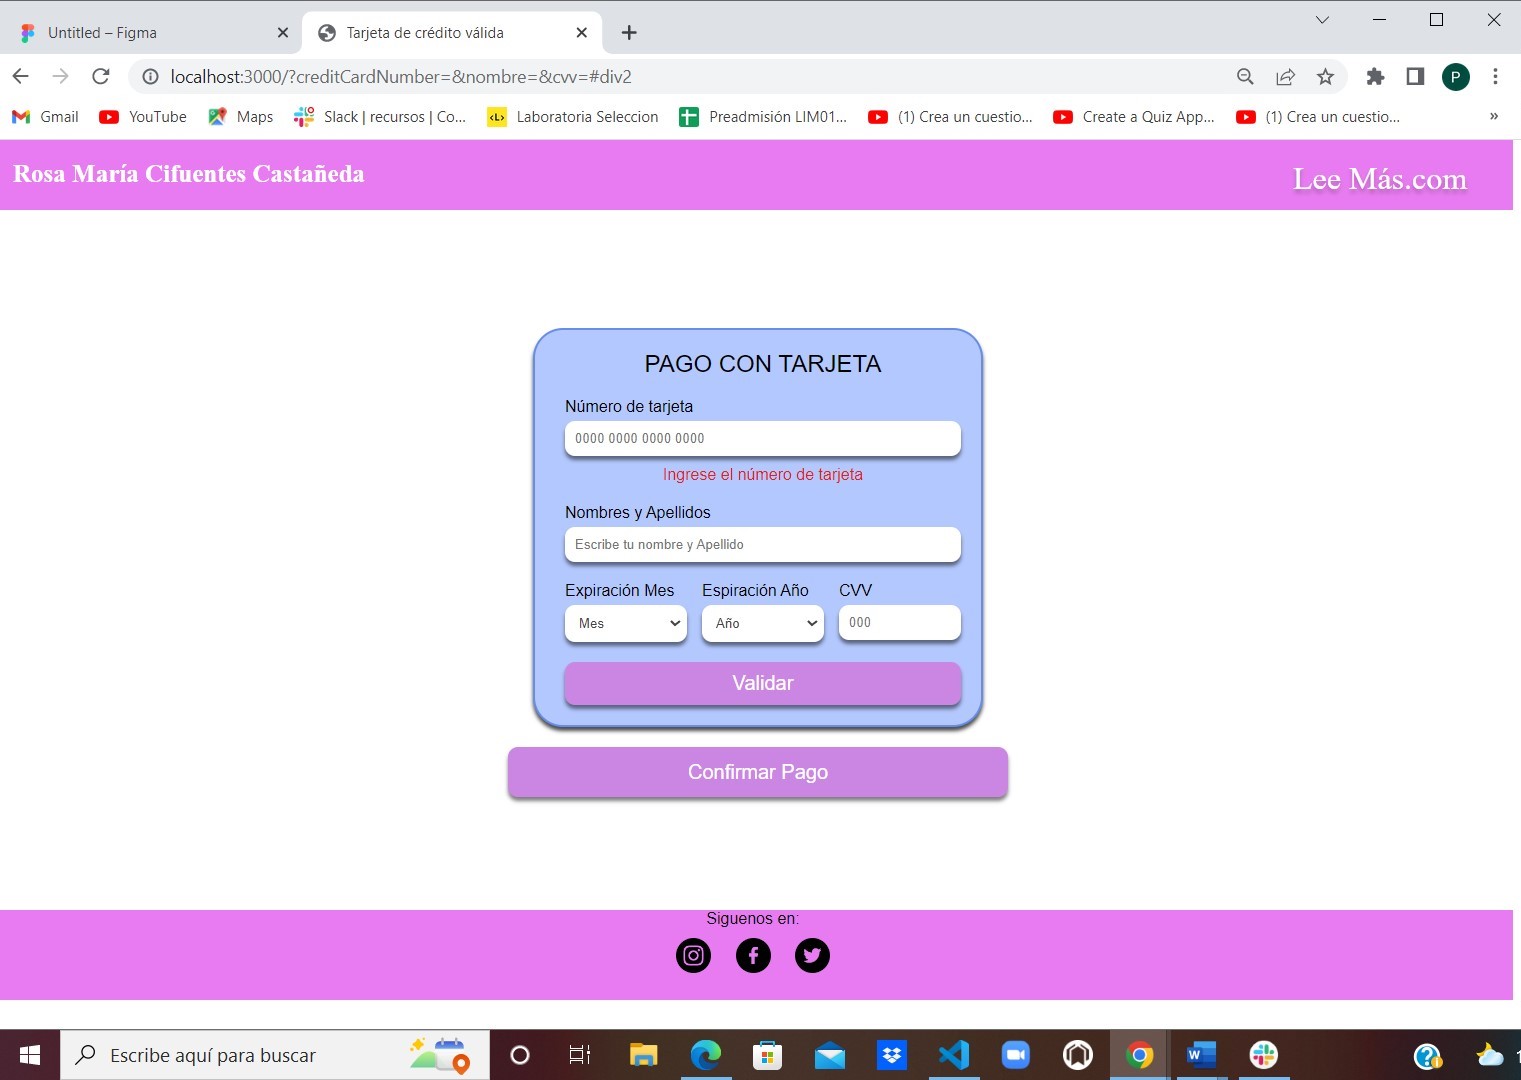 Untitled – Figma
Tarjeta de crédito válida
localhost:3000/?creditCardNumber=&nombre=&cvv=#div2
P
Gmail
YouTube
Maps
Slack | recursos | Co...
<L>
Laboratoria Seleccion
Preadmisión LIM01...
(1) Crea un cuestio...
Create a Quiz App...
(1) Crea un cuestio...
»
Rosa María Cifuentes Castañeda
Lee Más.com
PAGO CON TARJETA
Número de tarjeta
0000 0000 0000 0000
Ingrese el número de tarjeta
Nombres y Apellidos
Escribe tu nombre y Apellido
Expiración Mes
Espiración Año
CVV
Mes
Año
000
Validar
Confirmar Pago
Siguenos en:
Escribe aquí para buscar
W
1